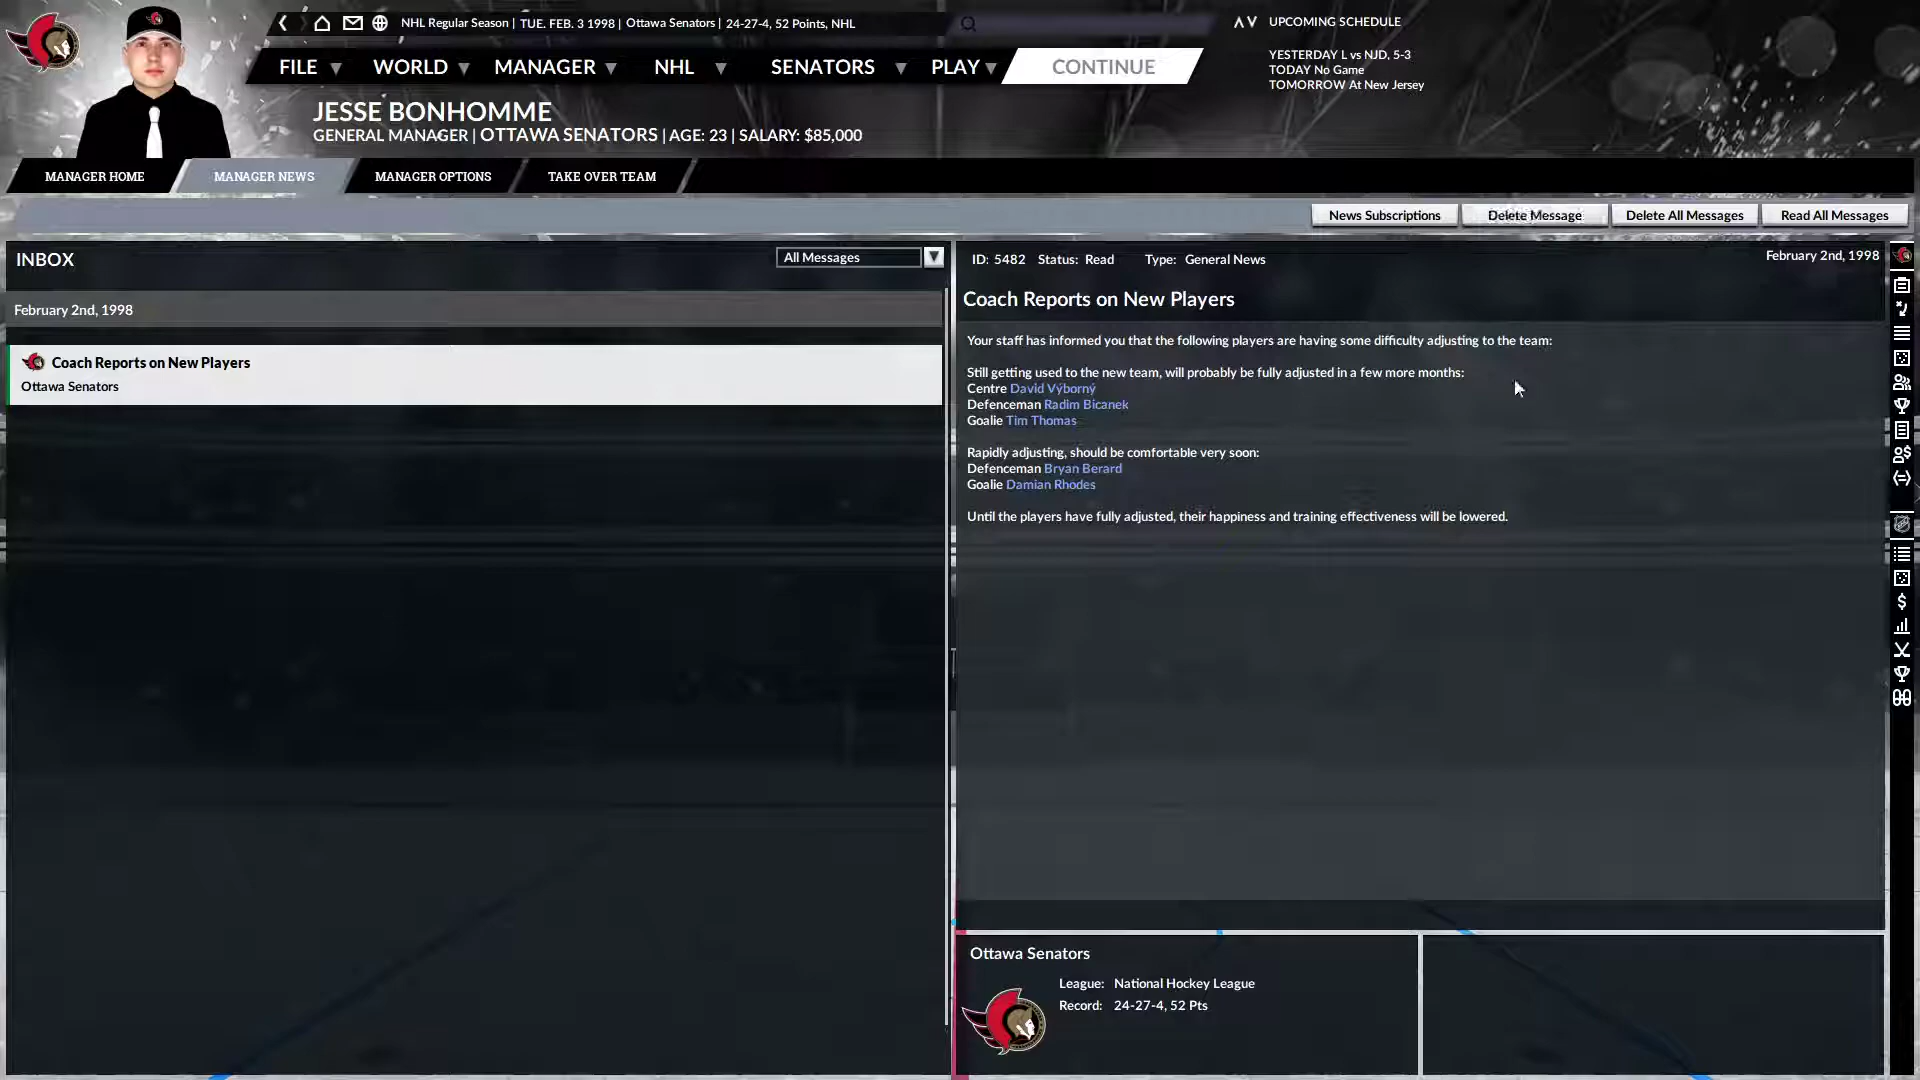 NHL Regular Season | TUE. FEB. 3 1998 | Ottawa Senators | 24-27-4, 52 Points, NHL
UPCOMING SCHEDULE
YESTERDAY L vs NJD, 5-3
TODAY No Game
TOMORROW At New Jersey
FILE WORLD MANAGER NHL SENATORS PLAY CONTINUE
JESSE BONHOMME
GENERAL MANAGER | OTTAWA SENATORS | AGE: 23 | SALARY: $85,000
MANAGER HOME MANAGER NEWS MANAGER OPTIONS TAKE OVER TEAM
News Subscriptions Delete Message Delete All Messages Read All Messages
INBOX
All Messages
February 2nd, 1998
Coach Reports on New Players
Ottawa Senators
ID: 5482 Status: Read Type: General News
February 2nd, 1998
Coach Reports on New Players
Your staff has informed you that the following players are having some difficulty adjusting to the team:
Still getting used to the new team, will probably be fully adjusted in a few more months:
Centre David Výborný
Defenceman Radim Bicanek
Goalie Tim Thomas
Rapidly adjusting, should be comfortable very soon:
Defenceman Bryan Berard
Goalie Damian Rhodes
Until the players have fully adjusted, their happiness and training effectiveness will be lowered.
Ottawa Senators
League: National Hockey League
Record: 24-27-4, 52 Pts